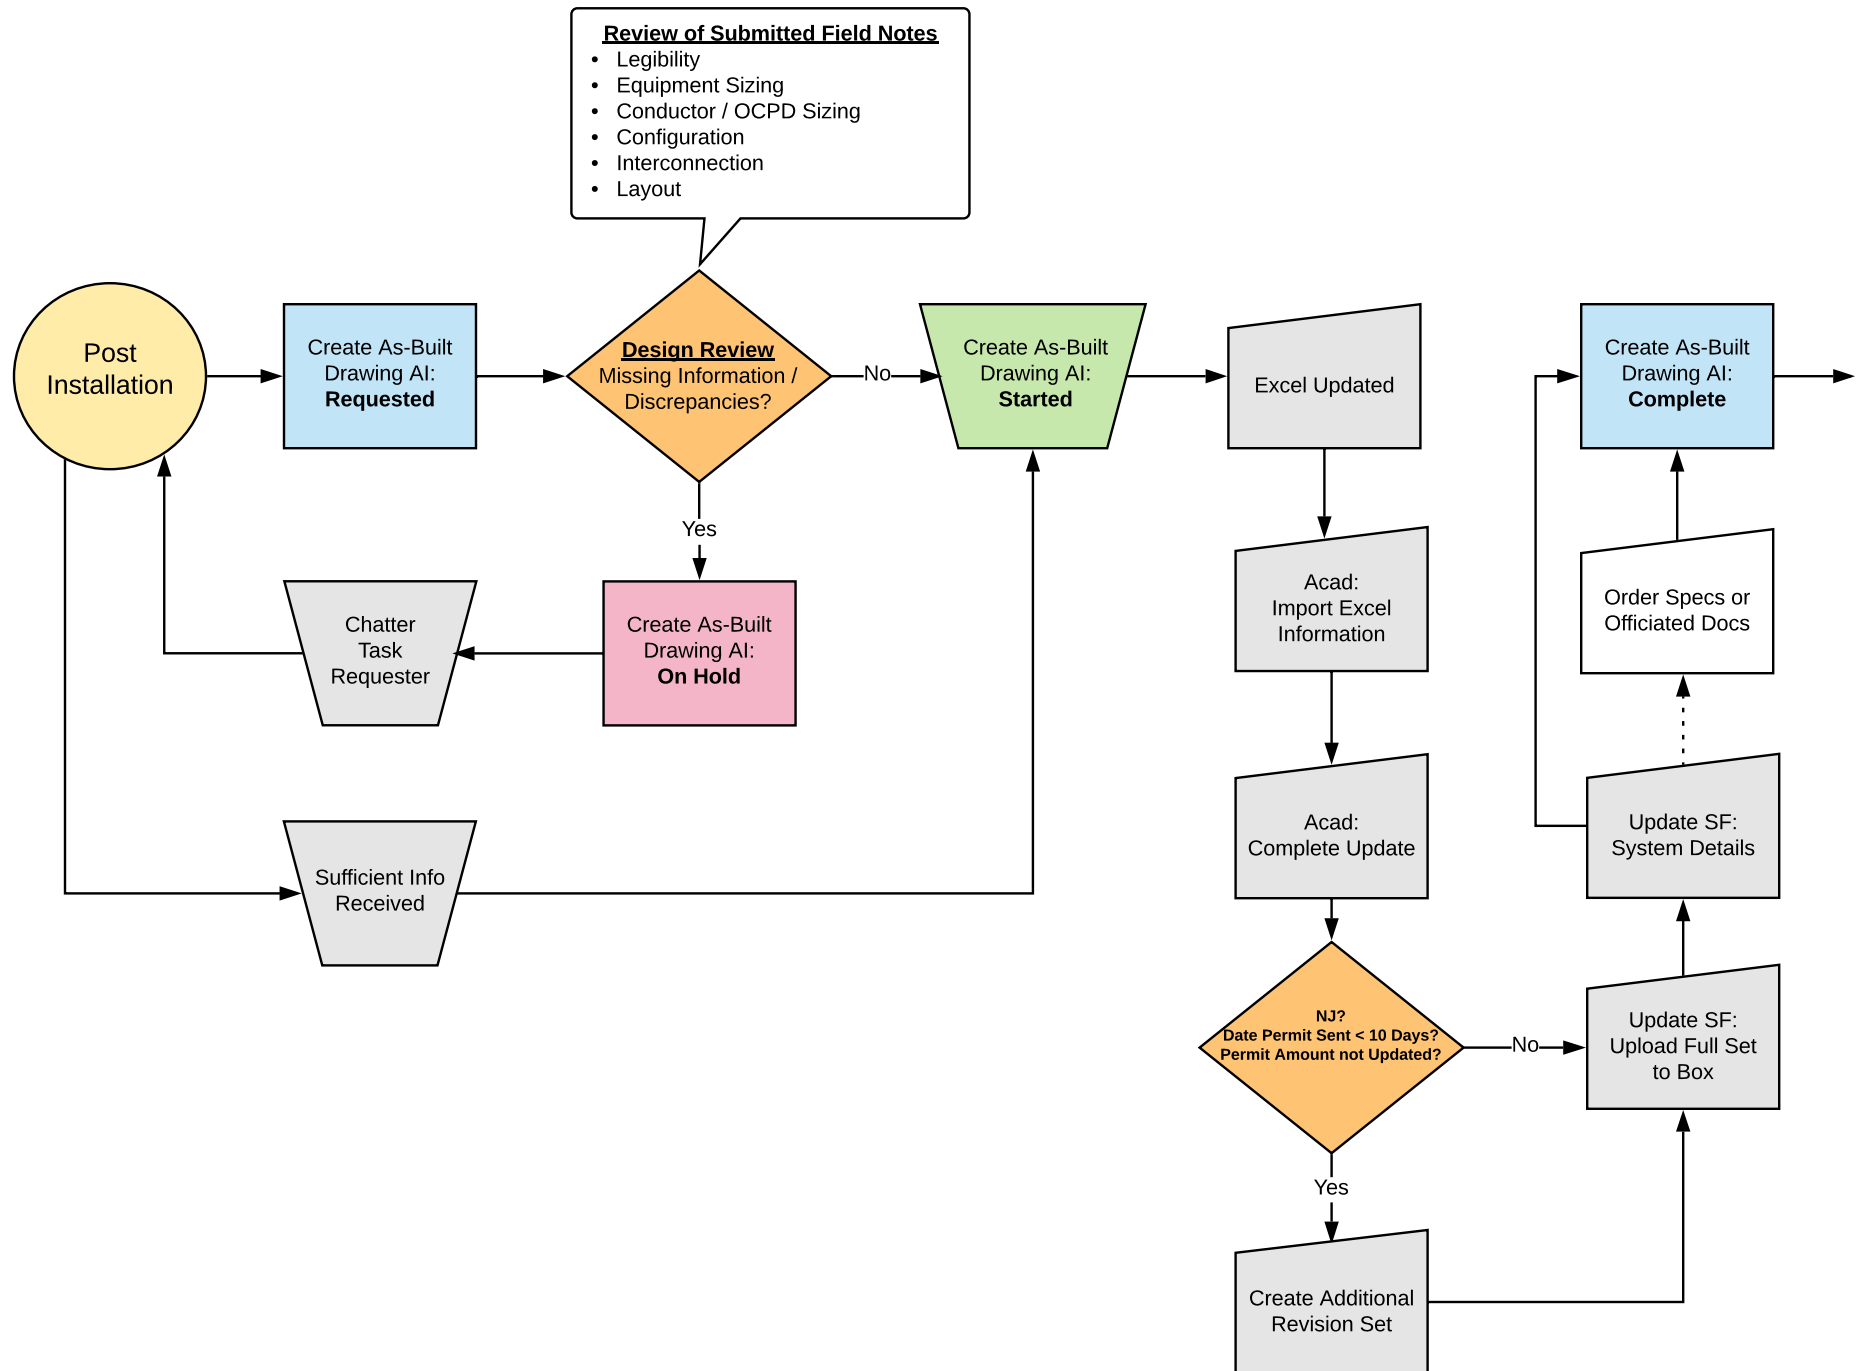 Review of Submitted Field Notes
• Legibility
• Equipment Sizing
• Conductor / OCPD Sizing
• Configuration
• Interconnection
• Layout
Post
Installation
Create As-Built
Drawing AI:
Requested
Design Review
Missing Information /
Discrepancies?
No
Create As-Built
Drawing AI:
Started
Excel Updated
Create As-Built
Drawing AI:
Complete
Yes
Chatter
Task
Requester
Create As-Built
Drawing AI:
On Hold
Acad:
Import Excel
Information
Order Specs or
Officiated Docs
Sufficient Info
Received
Acad:
Complete Update
Update SF:
System Details
NJ?
Date Permit Sent < 10 Days?
Permit Amount not Updated?
No
Update SF:
Upload Full Set
to Box
Yes
Create Additional
Revision Set